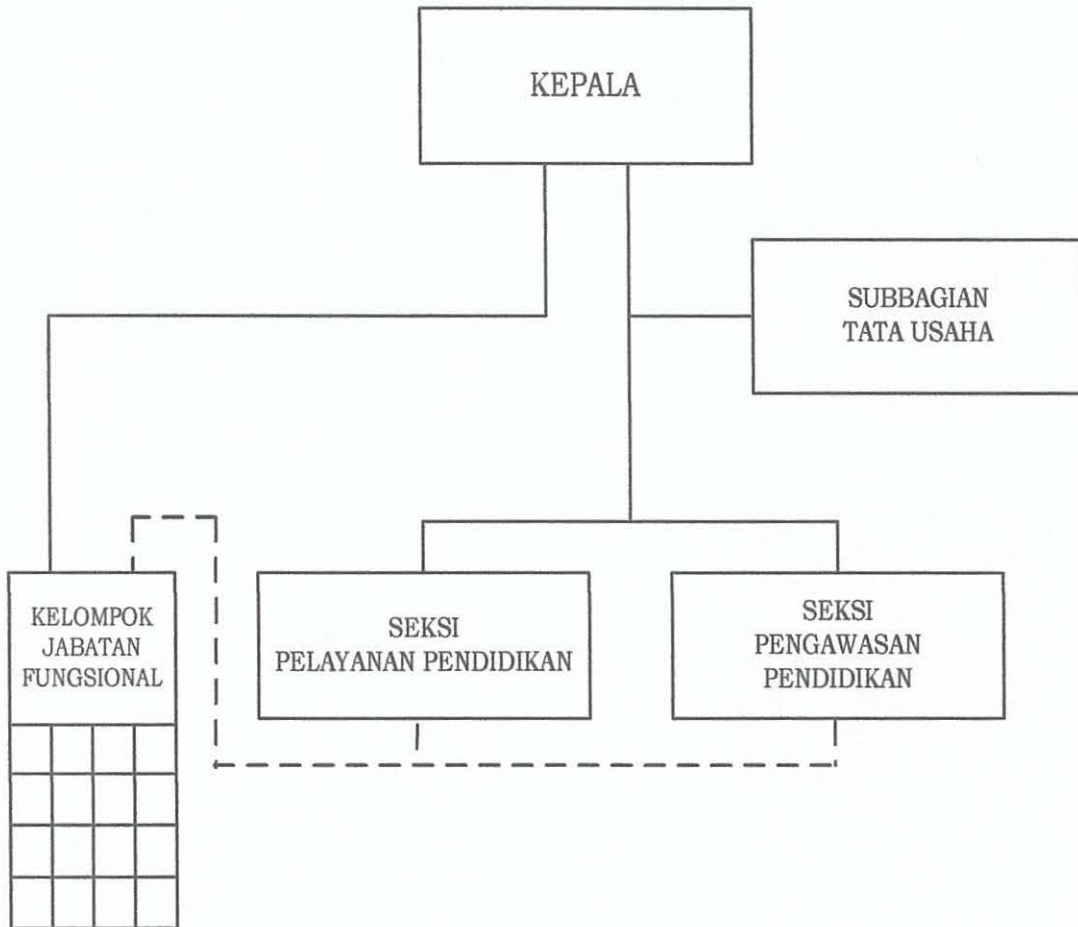 KEPALA
SUBBAGIAN
TATA USAHA
KELOMPOK
JABATAN
FUNGSIONAL
SEKSI
PELAYANAN PENDIDIKAN
SEKSI
PENGAWASAN
PENDIDIKAN